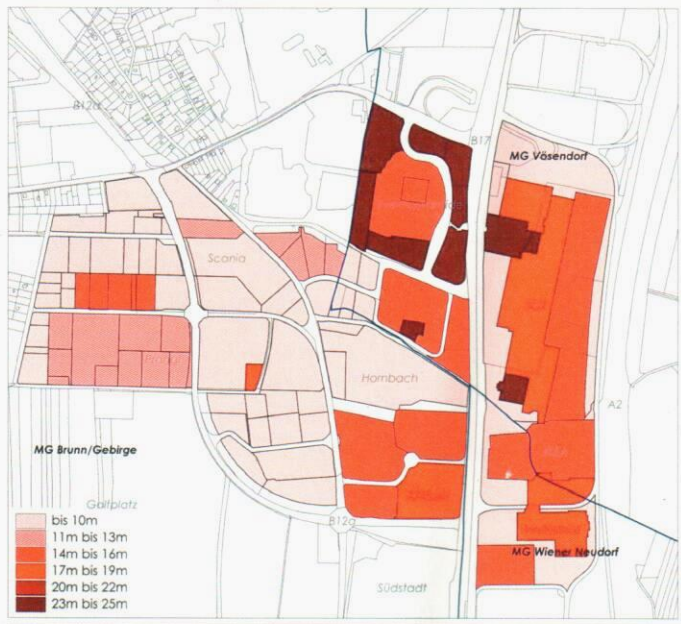 B12a
B17
MG Vösendorf
Scania
Hornbach
A2
MG Brunn/Gebirge
Golfplatz
B12a
MG Wiener Neudorf
Südstadt
bis 10m
11m bis 13m
14m bis 16m
17m bis 19m
20m bis 22m
23m bis 25m